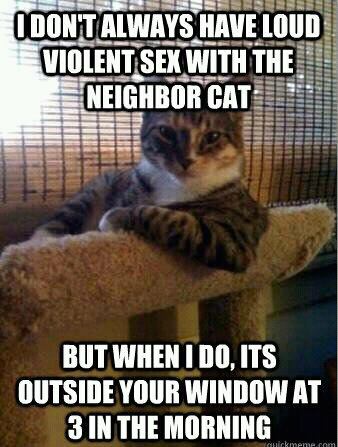 I DON'T ALWAYS HAVE LOUD
VIOLENT SEX WITH THE
NEIGHBOR CAT
BUT WHEN I DO, ITS
OUTSIDE YOUR WINDOW AT
3 IN THE MORNING
quickmeme.com